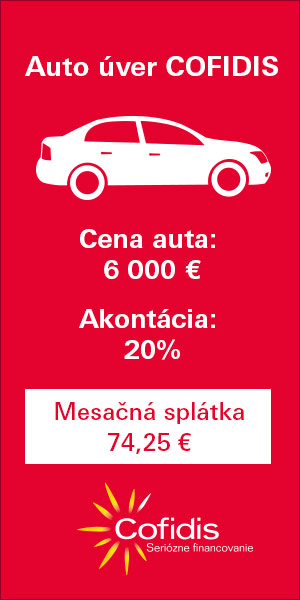 Auto úver COFIDIS
Cena auta:
6 000 €
Akontácia:
20%
Mesačná splátka
74,25 €
Cofidis
Seriózne financovanie